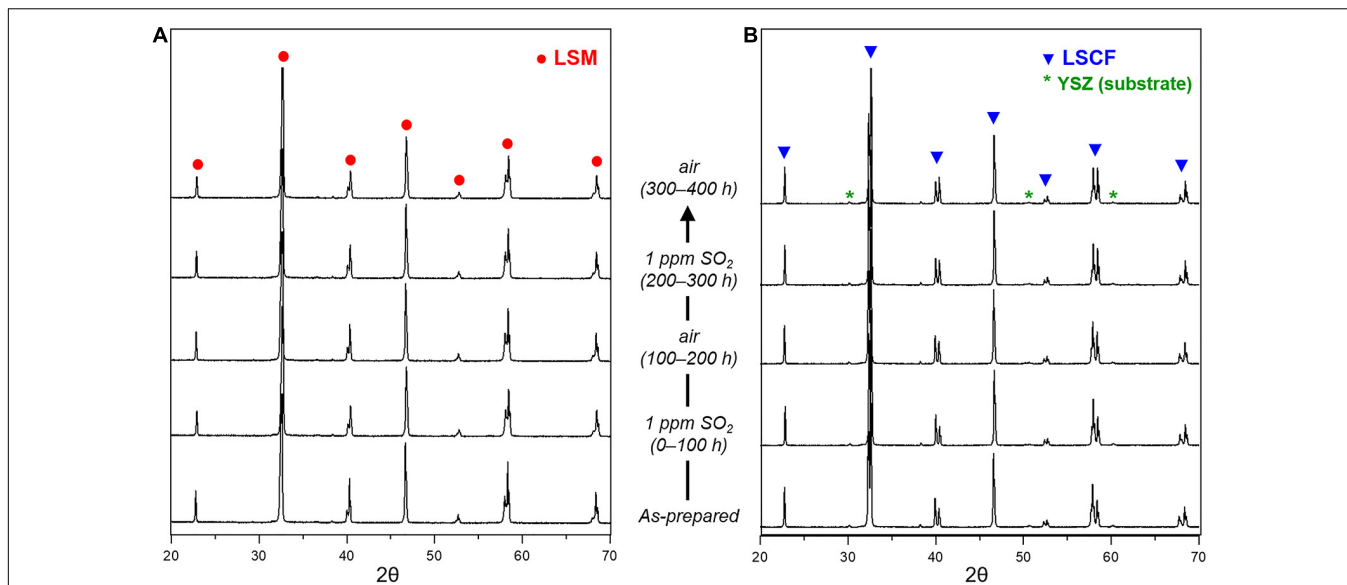 A
● LSM
20 30 40 50 60 70
2θ
air
(300–400 h)
1 ppm SO₂
(200–300 h)
air
(100–200 h)
1 ppm SO₂
(0–100 h)
As-prepared
B
▼ LSCF
* YSZ (substrate)
* * *
20 30 40 50 60 70
2θ